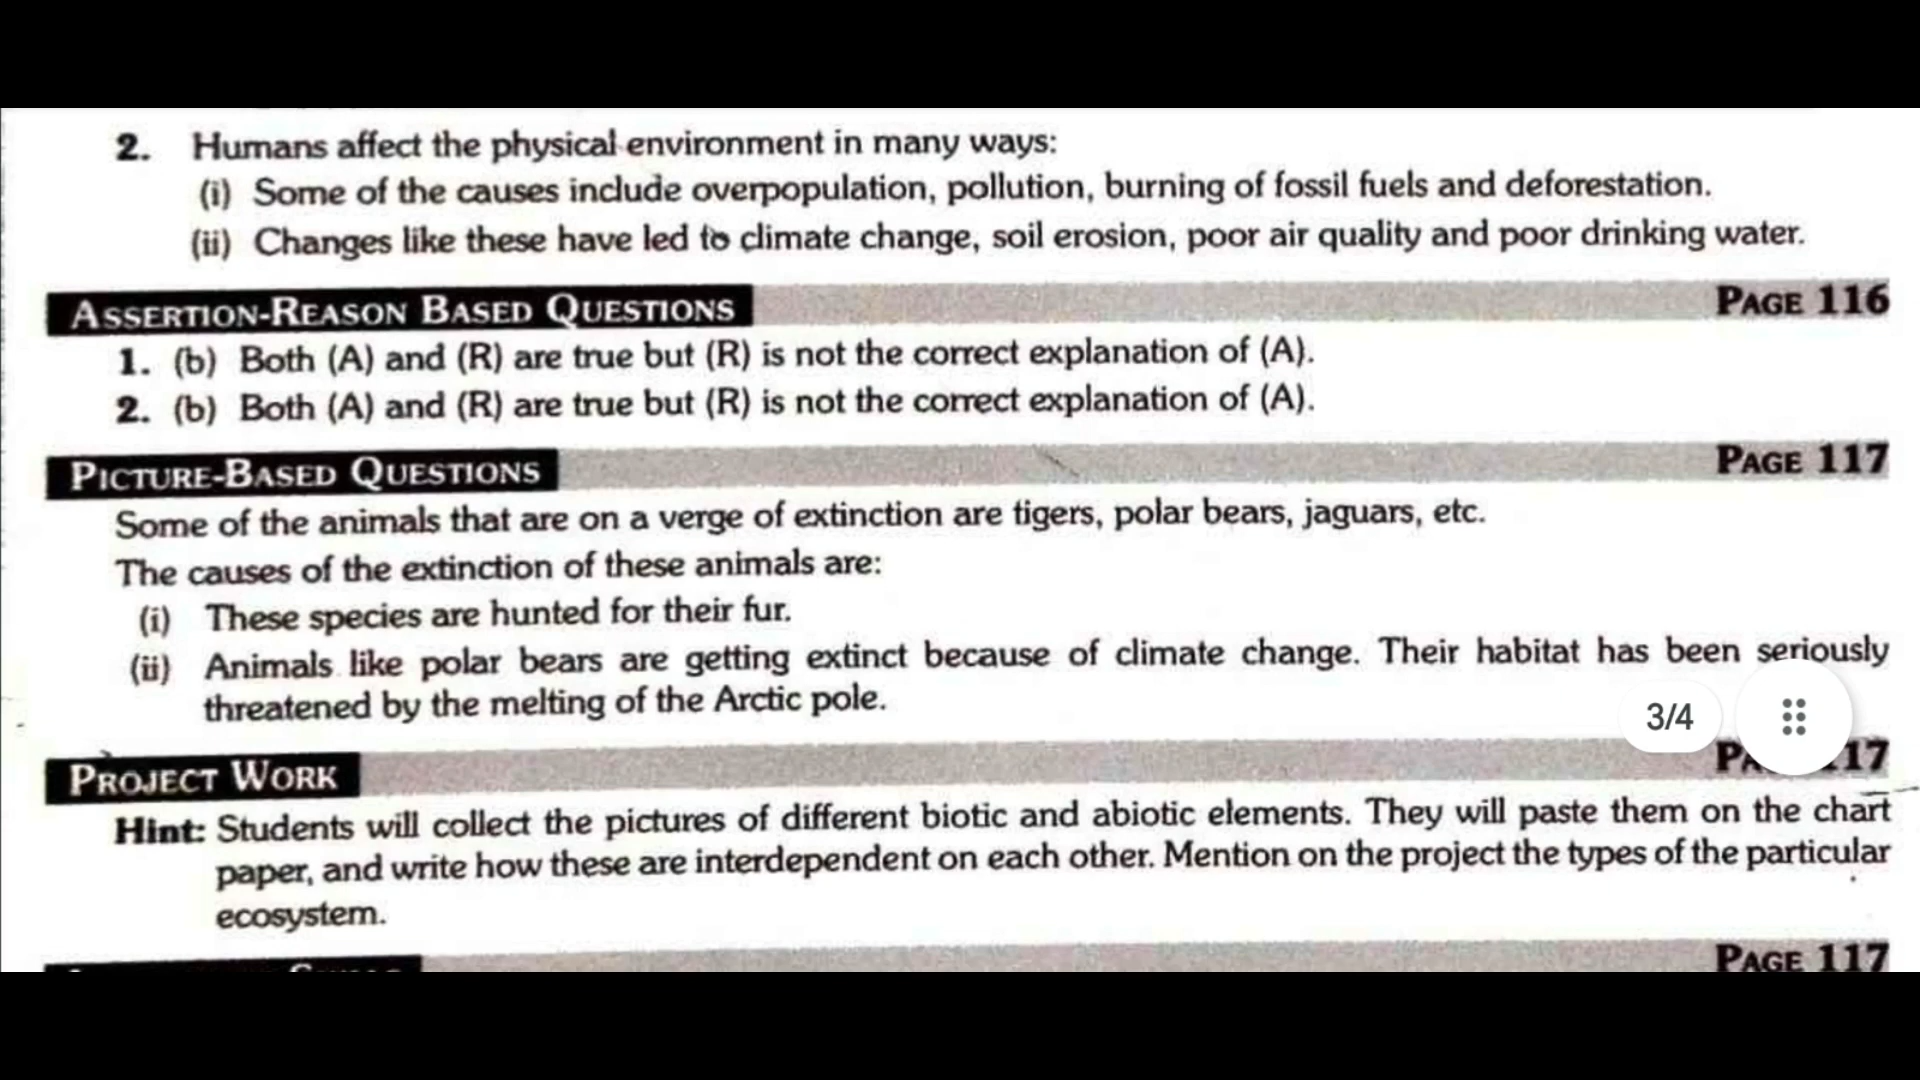 2. Humans affect the physical environment in many ways:
(i) Some of the causes include overpopulation, pollution, burning of fossil fuels and deforestation.
(ii) Changes like these have led to climate change, soil erosion, poor air quality and poor drinking water.
ASSERTION-REASON BASED QUESTIONS PAGE 116
1. (b) Both (A) and (R) are true but (R) is not the correct explanation of (A).
2. (b) Both (A) and (R) are true but (R) is not the correct explanation of (A).
PICTURE-BASED QUESTIONS PAGE 117
Some of the animals that are on a verge of extinction are tigers, polar bears, jaguars, etc.
The causes of the extinction of these animals are:
(i) These species are hunted for their fur.
(ii) Animals like polar bears are getting extinct because of climate change. Their habitat has been seriously
threatened by the melting of the Arctic pole.
3/4
PROJECT WORK
Hint: Students will collect the pictures of different biotic and abiotic elements. They will paste them on the chart
paper, and write how these are interdependent on each other. Mention on the project the types of the particular
ecosystem.
PAGE 117